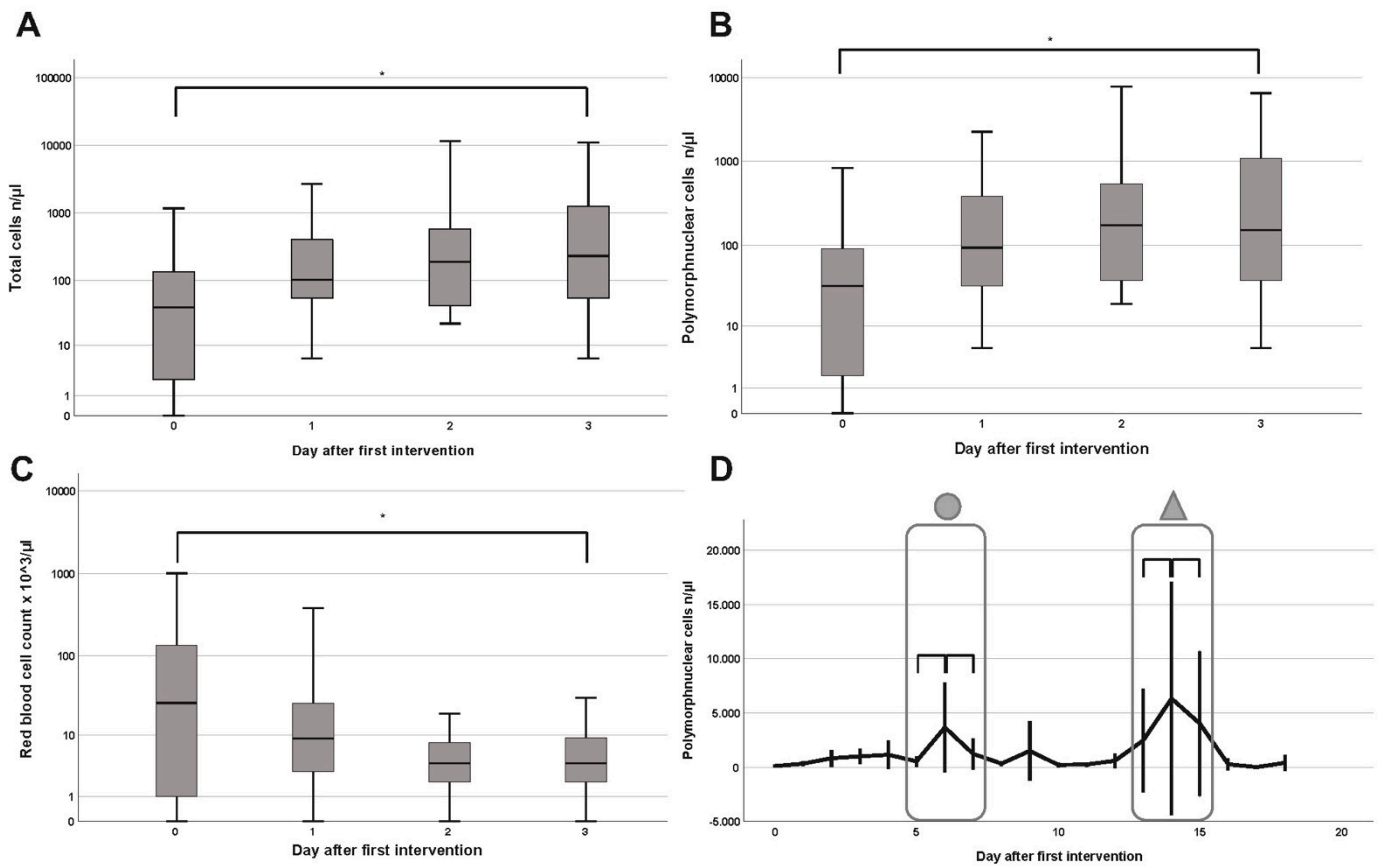 A
*
100000
10000
1000
100
10
1
0
Total cells n/µl
0 1 2 3
Day after first intervention
B
*
10000
1000
100
10
1
0
Polymorphnuclear cells n/µl
0 1 2 3
Day after first intervention
C
*
10000
1000
100
10
1
0
Red blood cell count x 10^3/µl
0 1 2 3
Day after first intervention
D
20.000
15.000
10.000
5.000
0
-5.000
Polymorphnuclear cells n/µl
0 5 10 15 20
Day after first intervention